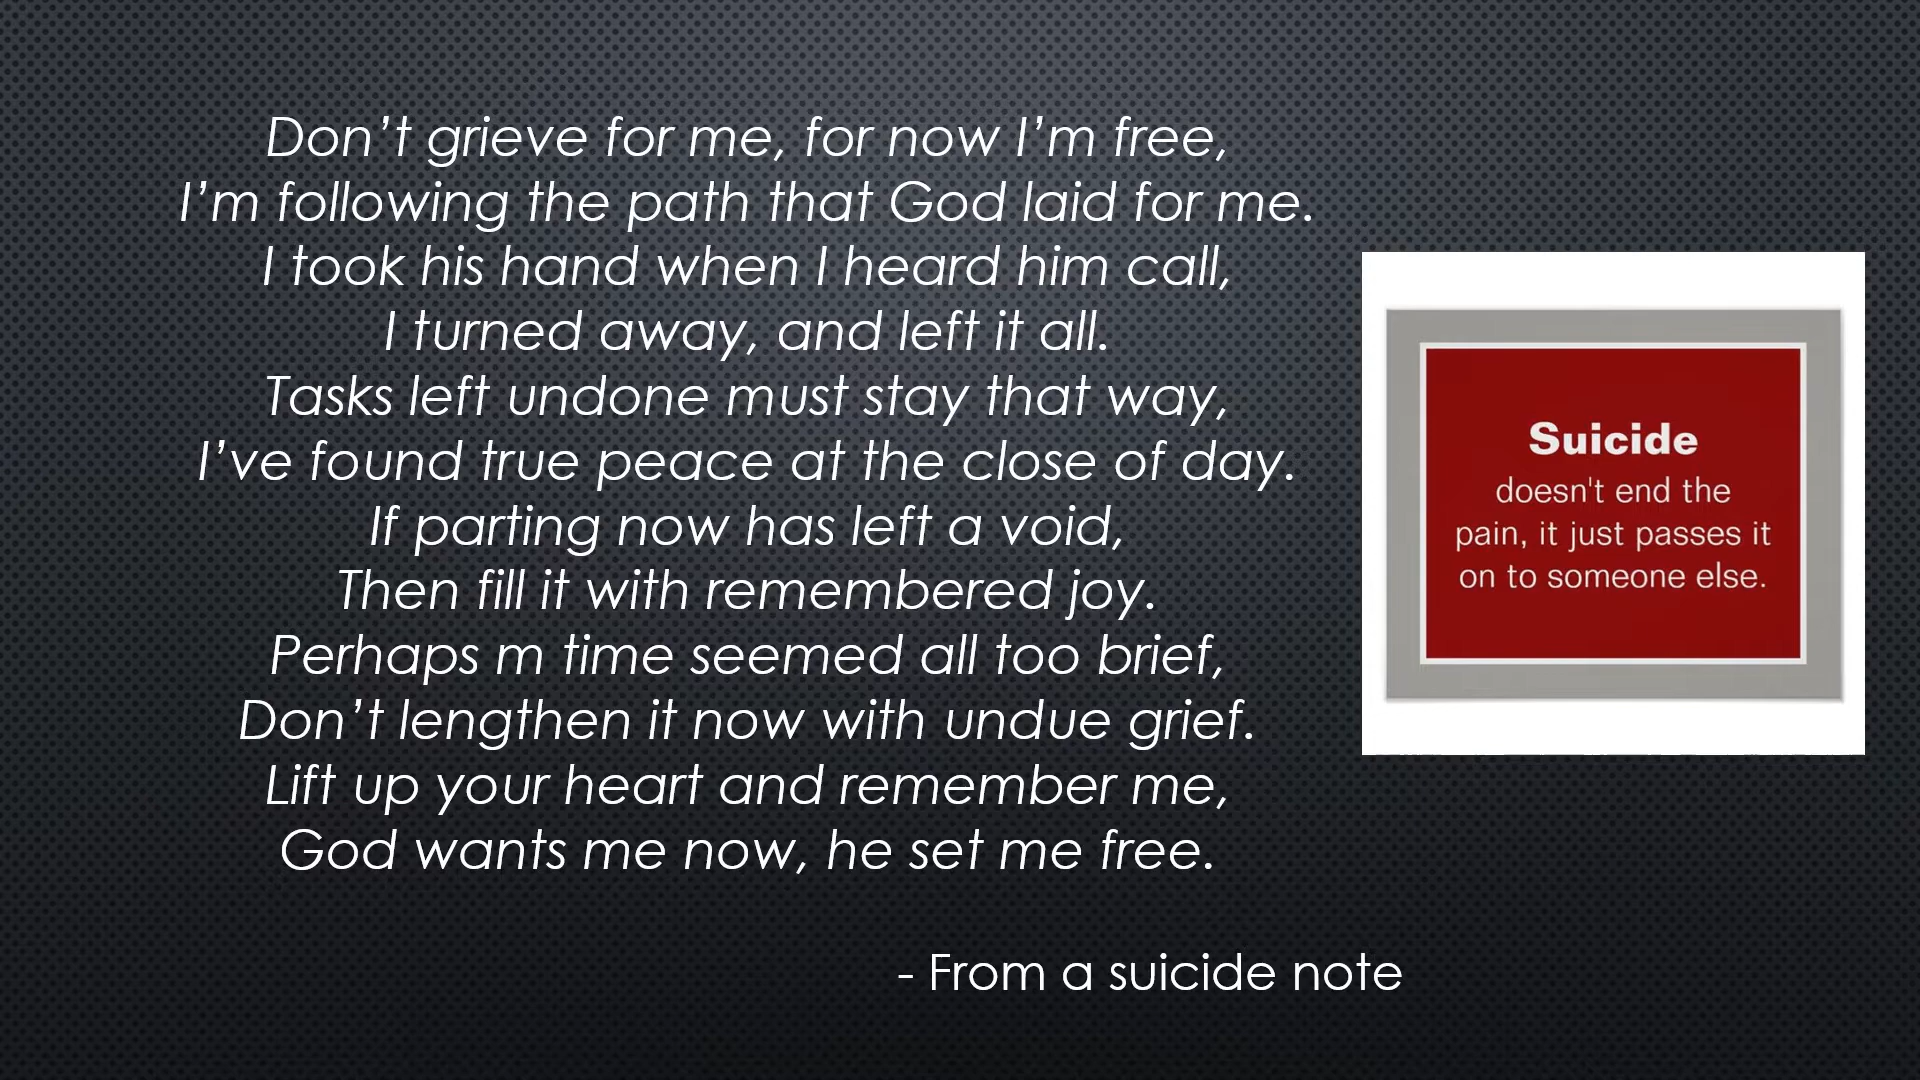 Don’t grieve for me, for now I’m free,
I’m following the path that God laid for me.
I took his hand when I heard him call,
I turned away, and left it all.
Tasks left undone must stay that way,
I’ve found true peace at the close of day.
If parting now has left a void,
Then fill it with remembered joy.
Perhaps m time seemed all too brief,
Don’t lengthen it now with undue grief.
Lift up your heart and remember me,
God wants me now, he set me free.
- From a suicide note
Suicide
doesn't end the
pain, it just passes it
on to someone else.